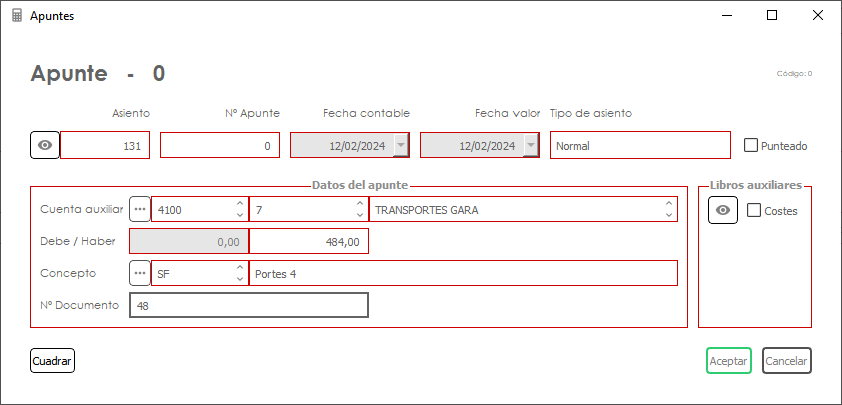 Apuntes
Apunte - 0
Código: 0
Asiento Nº Apunte Fecha contable Fecha valor Tipo de asiento
131 0 12/02/2024 12/02/2024 Normal Punteado
Datos del apunte
Libros auxiliares
Cuenta auxiliar ... 4100 7 TRANSPORTES GARA
Costes
Debe / Haber 0,00 484,00
Concepto ... SF Portes 4
Nº Documento 48
Cuadrar Aceptar Cancelar